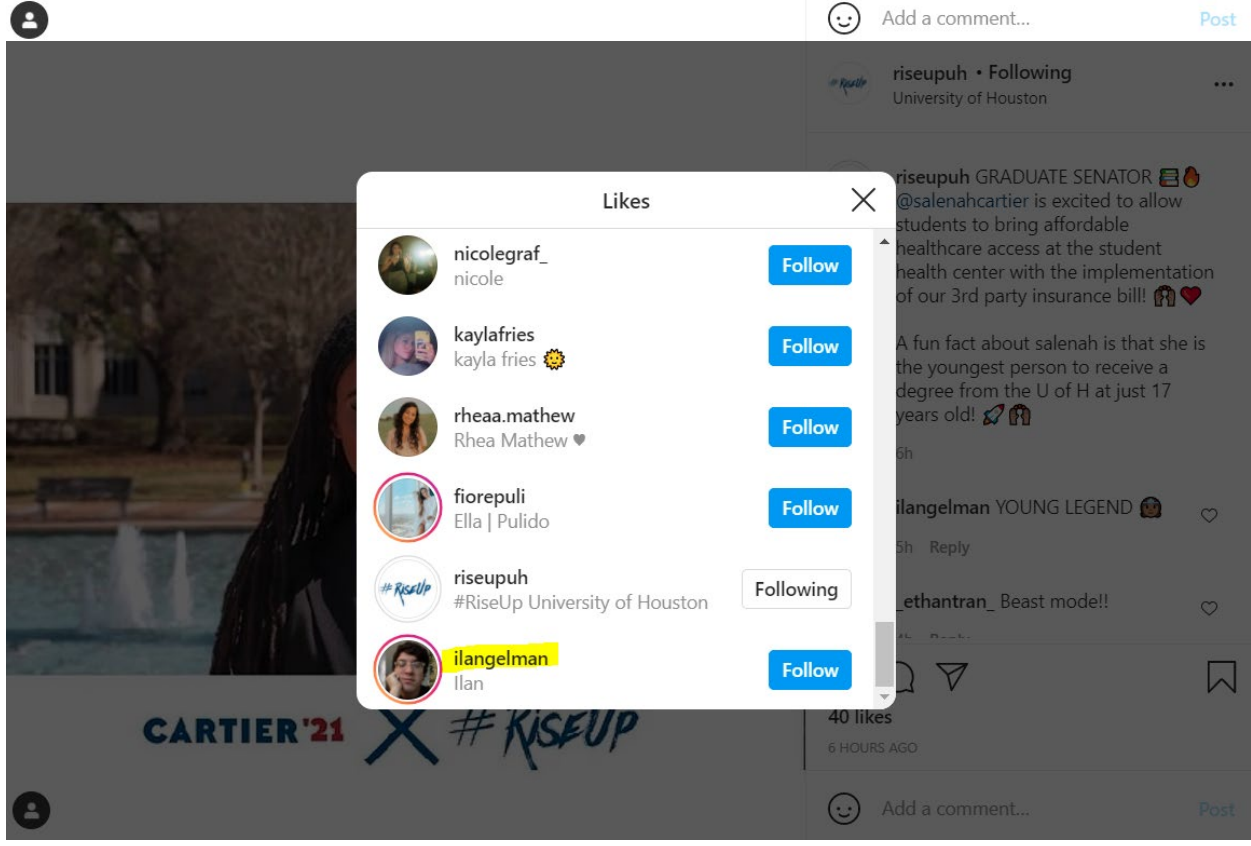 Add a comment...
Post
#RiseUp
riseupuh • Following
University of Houston
riseupuh GRADUATE SENATOR 📚🔥
@salenahcartier is excited to allow
students to bring affordable
healthcare access at the student
health center with the implementation
of our 3rd party insurance bill! 🙌🏾❤️
A fun fact about salenah is that she is
the youngest person to receive a
degree from the U of H at just 17
years old! 🚀🙌🏾
6h
ilangelman YOUNG LEGEND
5h Reply
_ethantran_ Beast mode!!
4h Reply
40 likes
6 HOURS AGO
Add a comment...
Post
Likes
nicolegraf_
nicole
Follow
kaylafries
kayla fries 🌞
Follow
rheaa.mathew
Rhea Mathew ♥
Follow
fiorepuli
Ella | Pulido
Follow
#RISEUP
riseupuh
#RiseUp University of Houston
Following
ilangelman
Ilan
Follow
CARTIER'21 X #RISEUP